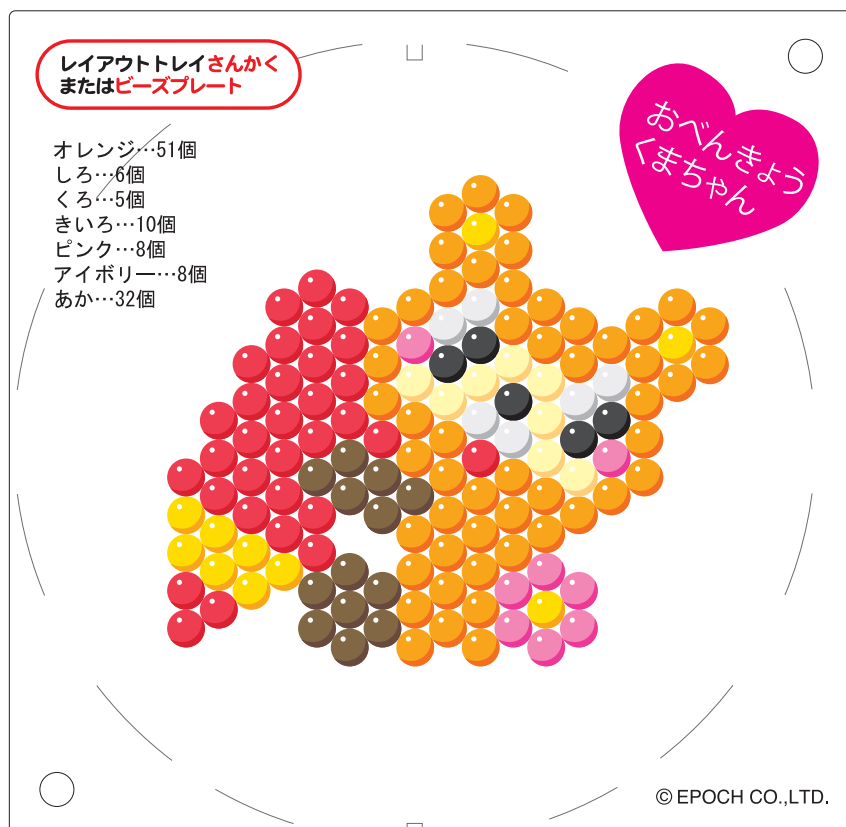 レイアウトトレイさんかく
またはビーズプレート
おべんきょう
くまちゃん
オレンジ…51個
しろ…6個
くろ…5個
きいろ…10個
ピンク…8個
アイボリー…8個
あか…32個
© EPOCH CO.,LTD.